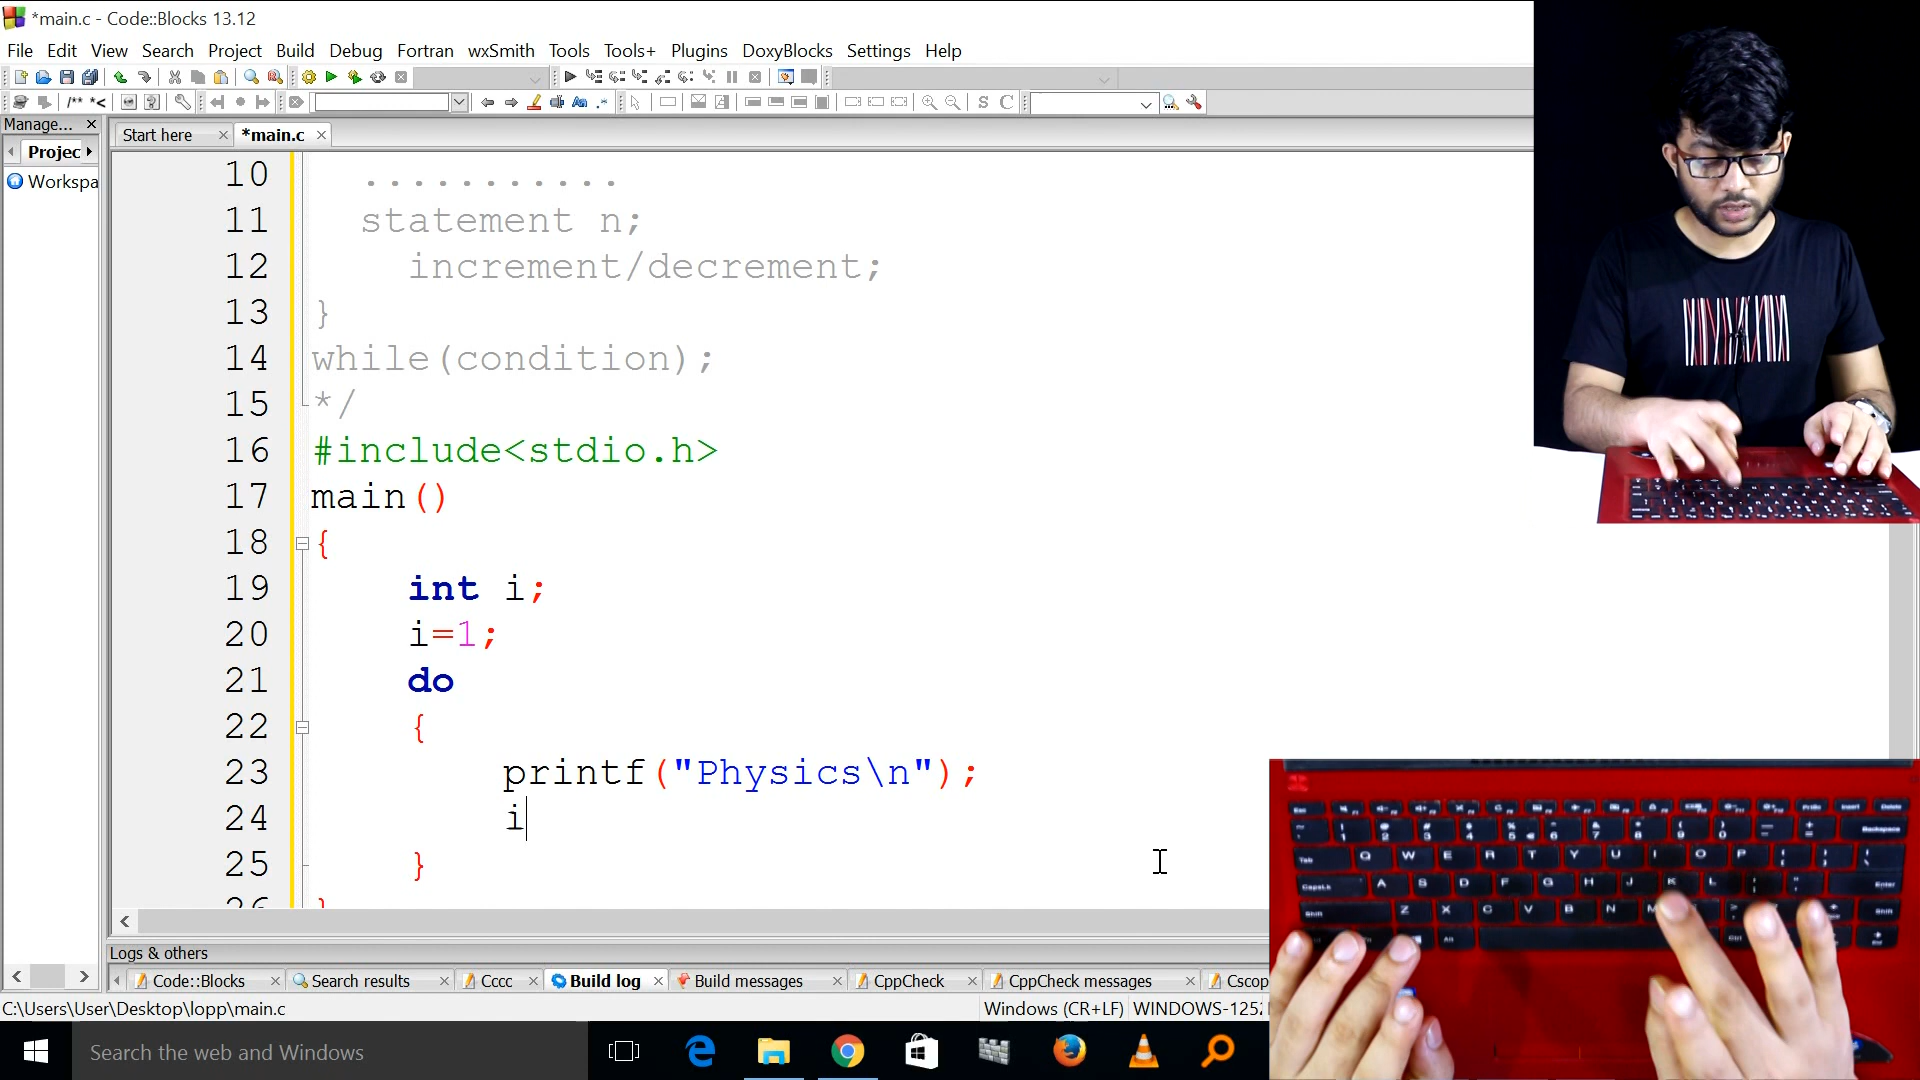 *main.c - Code::Blocks 13.12
File Edit View Search Project Build Debug Fortran wxSmith Tools Tools+ Plugins DoxyBlocks Settings Help
/** *<
S C
Manage...
Start here
*main.c
Projec
Workspa
10 ...........
11 statement n;
12 increment/decrement;
13 }
14 while(condition);
15 */
16 #include<stdio.h>
17 main()
18 {
19 int i;
20 i=1;
21 do
22 {
23 printf("Physics\n");
24 i
25 }
26 }
Logs & others
Code::Blocks
Search results
Cccc
Build log
Build messages
CppCheck
CppCheck messages
Cscop
C:\Users\User\Desktop\lopp\main.c
Windows (CR+LF)
WINDOWS-1252
Search the web and Windows